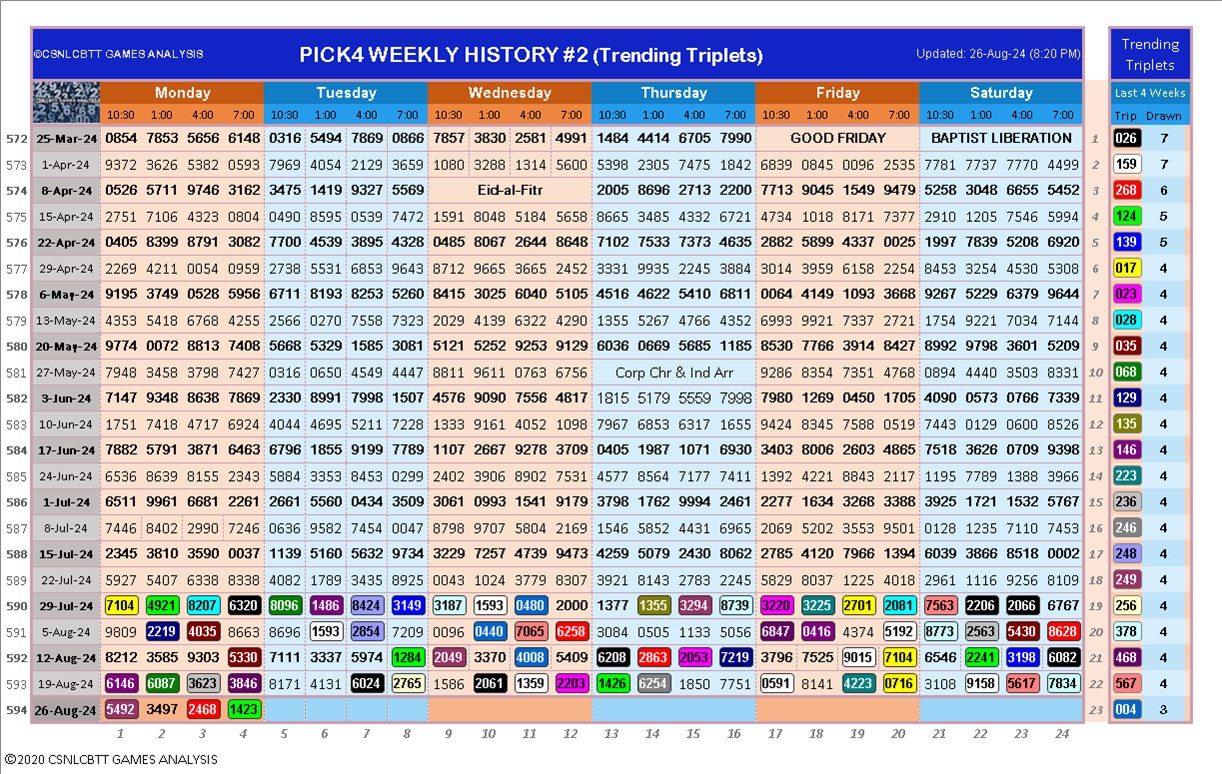 ©CSNLCBTT GAMES ANALYSIS PICK4 WEEKLY HISTORY #2 (Trending Triplets) Updated: 26-Aug-24 (8:20 PM) Trending Triplets
Monday Tuesday Wednesday Thursday Friday Saturday Last 4 Weeks
10:30 1:00 4:00 7:00 10:30 1:00 4:00 7:00 10:30 1:00 4:00 7:00 10:30 1:00 4:00 7:00 10:30 1:00 4:00 7:00 10:30 1:00 4:00 7:00 Trip Drawn
572 25-Mar-24 0854 7853 5656 6148 0316 5494 7869 0866 7857 3830 2581 4991 1484 4414 6705 7990 GOOD FRIDAY BAPTIST LIBERATION 1 026 7
573 1-Apr-24 9372 3626 5382 0593 7969 4054 2129 3659 1080 3288 1314 5600 5398 2305 7475 1842 6839 0845 0096 2535 7781 7737 7770 4499 2 159 7
574 8-Apr-24 0526 5711 9746 3162 3475 1419 9327 5569 Eid-al-Fitr 2005 8696 2713 2200 7713 9045 1549 9479 5258 3048 6655 5452 3 268 6
575 15-Apr-24 2751 7106 4323 0804 0490 8595 0539 7472 1591 8048 5184 5658 8665 3485 4332 6721 4734 1018 8171 7377 2910 1205 7546 5994 4 124 5
576 22-Apr-24 0405 8399 8791 3082 7700 4539 3895 4328 0485 8067 2644 8648 7102 7533 7373 4635 2882 5899 4337 0025 1997 7839 5208 6920 5 139 5
577 29-Apr-24 2269 4211 0054 0959 2738 5531 6853 9643 8712 9665 3665 2452 3331 9935 2245 3884 3014 3959 6158 2254 8453 3254 4530 5308 6 017 4
578 6-May-24 9195 3749 0528 5956 6711 8193 8253 5260 8415 3025 6040 5105 4516 4622 5410 6811 0064 4149 1093 3668 9267 5229 6379 9644 7 023 4
579 13-May-24 4353 5418 6768 4255 2566 0270 7558 7323 2029 4139 6322 4290 1355 5267 4766 4352 6993 9921 7337 2721 1754 9221 7034 7144 8 028 4
580 20-May-24 9774 0072 8813 7408 5668 5329 1585 3081 5121 5252 9253 9129 6036 0669 5685 1185 8530 7766 3914 8427 8992 9798 3601 5209 9 035 4
581 27-May-24 7948 3458 3798 7427 0316 0650 4549 4447 8611 9611 0763 6756 Corp Chr & Ind Arr 9286 8354 7351 4768 0894 4440 3503 8331 10 068 4
582 3-Jun-24 7147 9348 8638 7869 2330 8991 7998 1507 4576 9090 7556 4817 1815 5179 5559 7998 7980 1269 0450 1705 4090 0573 0766 7339 11 129 4
583 10-Jun-24 1751 7418 4717 6924 4044 4695 5211 7228 1333 9161 4052 1098 7967 6853 6317 1655 9424 8345 7588 0519 7443 0129 0600 8526 12 135 4
584 17-Jun-24 7882 5791 3871 6463 6796 1855 9199 7789 1107 2667 9278 3709 0405 1987 1071 6930 3403 8006 2603 4865 7518 3626 0709 9398 13 146 4
585 24-Jun-24 6536 8639 8155 2343 5884 3353 8453 0292 2402 3906 8902 7531 4577 8564 7177 7411 1392 4221 8843 2117 1195 7789 1388 3966 14 223 4
586 1-Jul-24 6511 9961 6681 2261 2661 5560 0434 3509 3061 0993 1541 9179 3798 1762 9994 2461 2277 1634 3268 3388 3925 1721 1532 5767 15 236 4
587 8-Jul-24 7446 8402 2990 7246 0636 9582 7454 0047 9798 9707 5804 2169 1546 5852 4431 6965 2069 5202 3553 9501 0128 1235 7110 7453 16 246 4
588 15-Jul-24 2345 3810 3590 0037 1139 5160 5632 9734 3229 7257 4739 9473 4259 5079 2430 8062 2785 4120 7966 1394 6039 3866 8518 0002 17 248 4
589 22-Jul-24 5927 5407 6338 8338 4082 1789 3435 8925 0043 1024 3779 8307 3921 8143 2783 2245 5829 8037 1225 4018 2961 1116 9256 8109 18 249 4
590 29-Jul-24 7104 4921 8207 6320 8096 1486 8424 3149 3187 1593 0480 2000 1377 1355 3294 8739 3220 3225 2701 2081 7563 2206 2066 6767 19 256 4
591 5-Aug-24 9809 2219 4035 8663 8696 1593 2854 7209 0096 0440 7065 6258 3084 0505 1133 5056 6847 0416 4374 5192 8773 2563 5430 8628 20 378 4
592 12-Aug-24 8212 3585 9303 5330 7111 3337 5974 1284 2049 3370 4008 5409 6208 2863 2053 7219 3796 7525 9015 7104 6546 2241 3198 6082 21 468 4
593 19-Aug-24 6146 6087 3623 3846 8171 4131 6024 2765 1586 2061 1359 2203 1426 6254 1850 7751 0591 8141 4223 0716 3108 9158 5617 7834 22 567 4
594 26-Aug-24 5492 3497 2468 1423 23 004 3
1 2 3 4 5 6 7 8 9 10 11 12 13 14 15 16 17 18 19 20 21 22 23 24
©2020 CSNLCBTT GAMES ANALYSIS